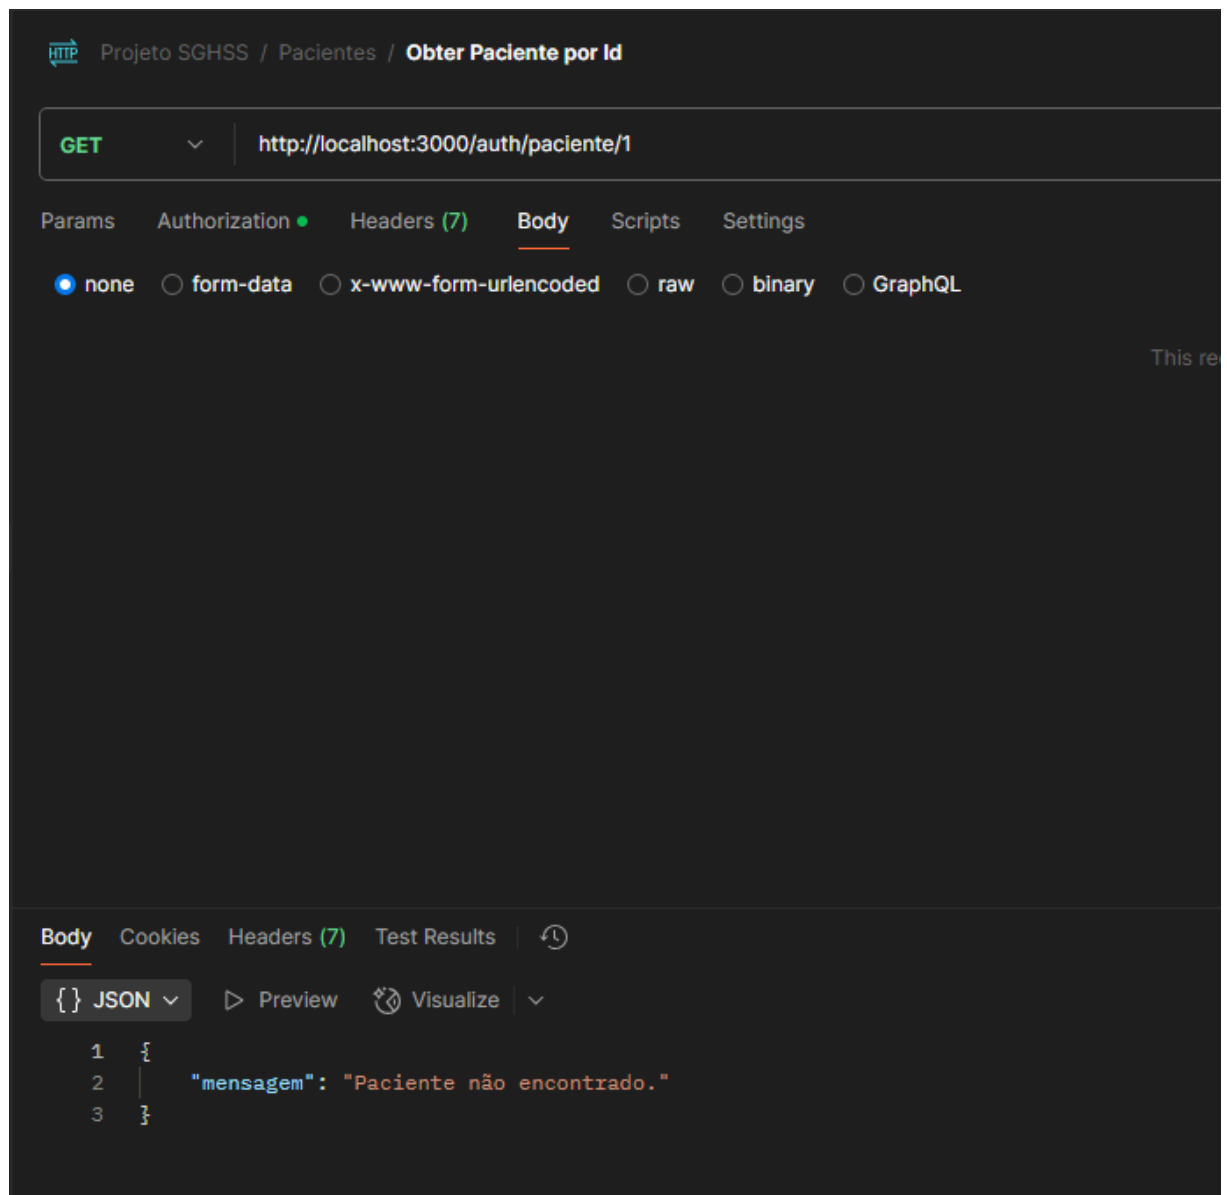 HTTP Projeto SGHSS / Pacientes / Obter Paciente por Id
GET http://localhost:3000/auth/paciente/1
Params Authorization Headers (7) Body Scripts Settings
none form-data x-www-form-urlencoded raw binary GraphQL
This
Body Cookies Headers (7) Test Results
{} JSON Preview Visualize
1 {
2 "mensagem": "Paciente não encontrado."
3 }